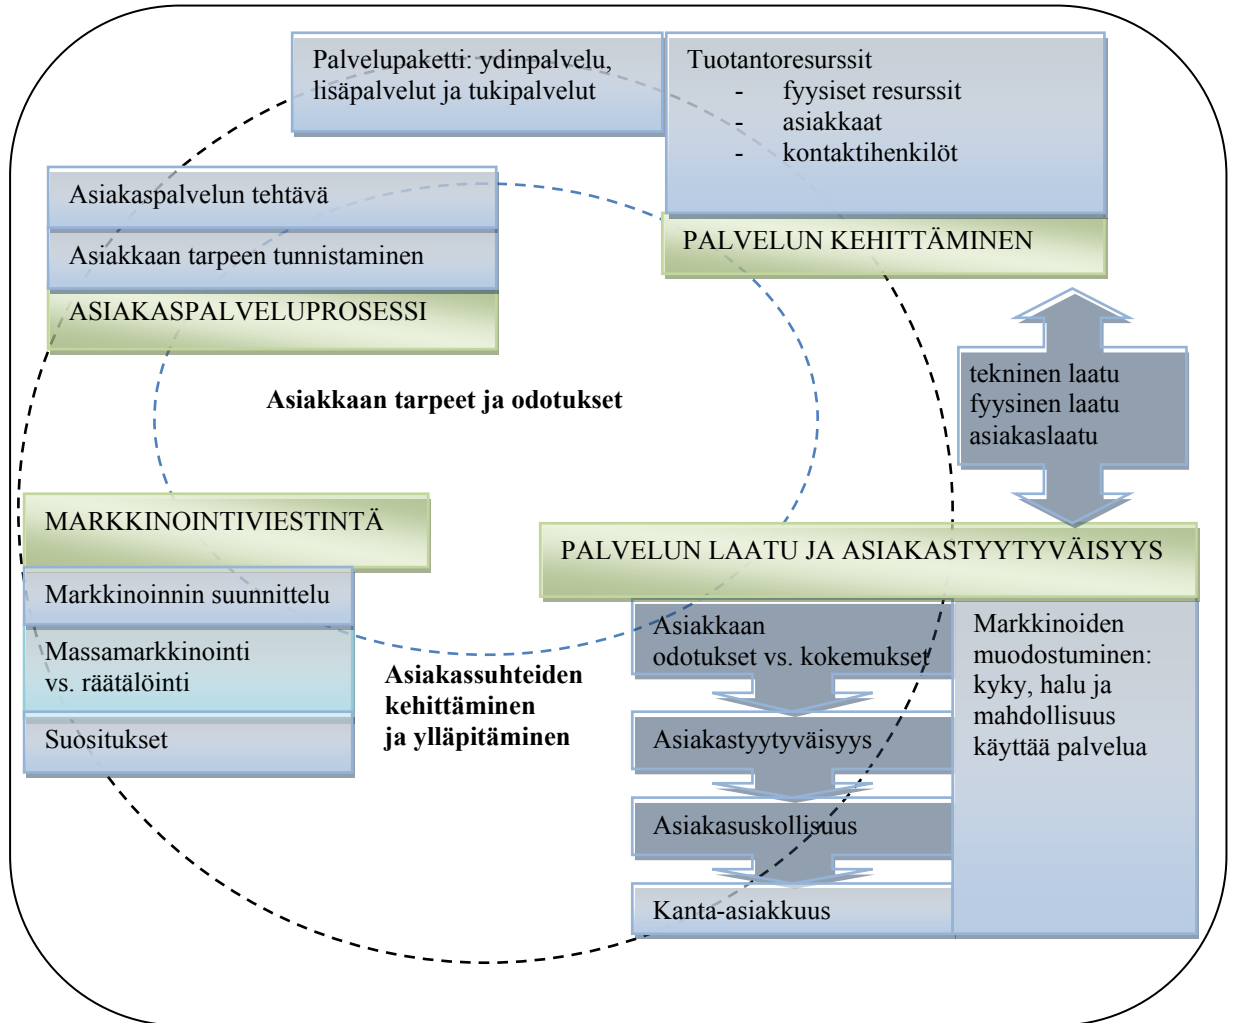 Palvelupaketti: ydinpalvelu,
lisäpalvelut ja tukipalvelut
Tuotantoresurssit
- fyysiset resurssit
- asiakkaat
- kontaktihenkilöt
PALVELUN KEHITTÄMINEN
Asiakaspalvelun tehtävä
Asiakkaan tarpeen tunnistaminen
ASIAKASPALVELUPROSESSI
tekninen laatu
fyysinen laatu
asiakaslaatu
Asiakkaan tarpeet ja odotukset
MARKKINOINTIVIESTINTÄ
Markkinoinnin suunnittelu
Massamarkkinointi
vs. räätälöinti
Suositukset
Asiakassuhteiden
kehittäminen
ja ylläpitäminen
PALVELUN LAATU JA ASIAKASTYYTYVÄISYYS
Asiakkaan
odotukset vs. kokemukset
Asiakastyytyväisyys
Asiakasuskollisuus
Kanta-asiakkuus
Markkinoiden
muodostuminen:
kyky, halu ja
mahdollisuus
käyttää palvelua